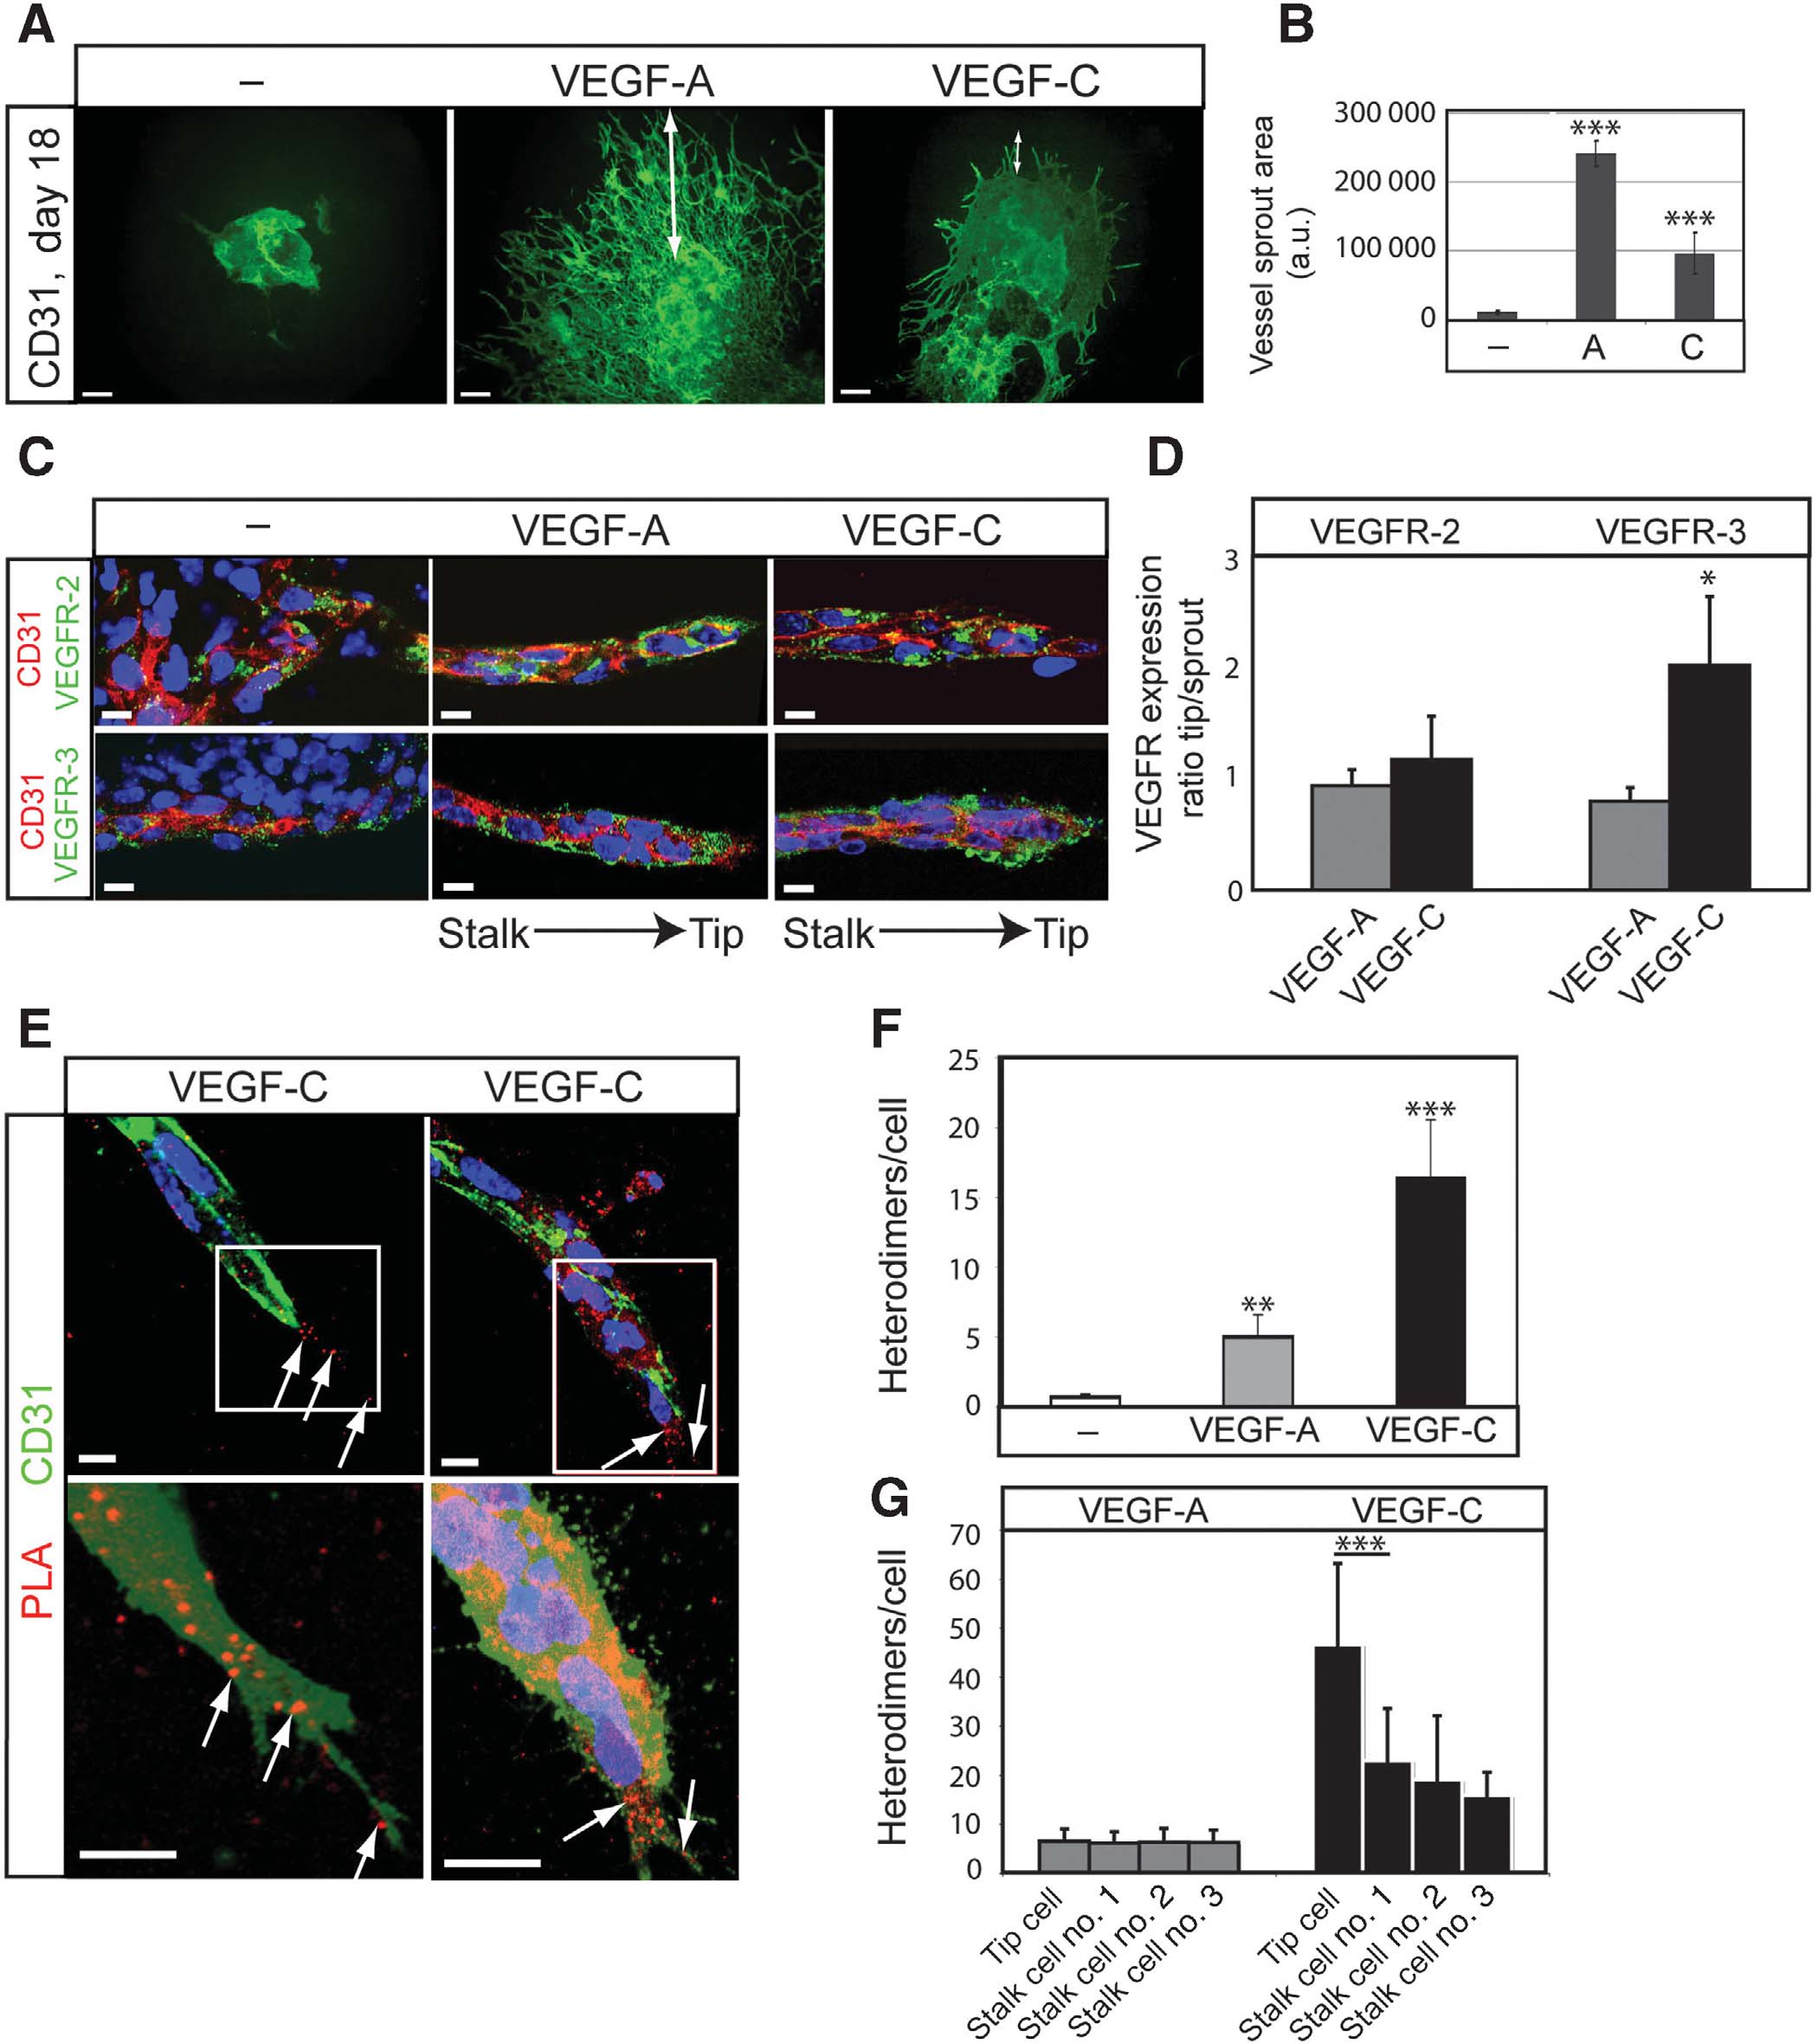 A
– VEGF-A VEGF-C
CD31, day 18
B
Vessel sprout area
(a.u.)
300 000
200 000
100 000
0
***
***
– A C
C
– VEGF-A VEGF-C
CD31
VEGFR-2
CD31
VEGFR-3
Stalk Tip
Stalk Tip
D
VEGFR-2 VEGFR-3
VEGFR expression
ratio tip/sprout
3
2
1
0
*
VEGF-A
VEGF-C
VEGF-A
VEGF-C
E
VEGF-C VEGF-C
PLA CD31
F
Heterodimers/cell
25
20
15
10
5
0
**
***
– VEGF-A VEGF-C
G
VEGF-A VEGF-C
Heterodimers/cell
70
60
50
40
30
20
10
0
***
Tip cell
Stalk cell no. 1
Stalk cell no. 2
Stalk cell no. 3
Tip cell
Stalk cell no. 1
Stalk cell no. 2
Stalk cell no. 3